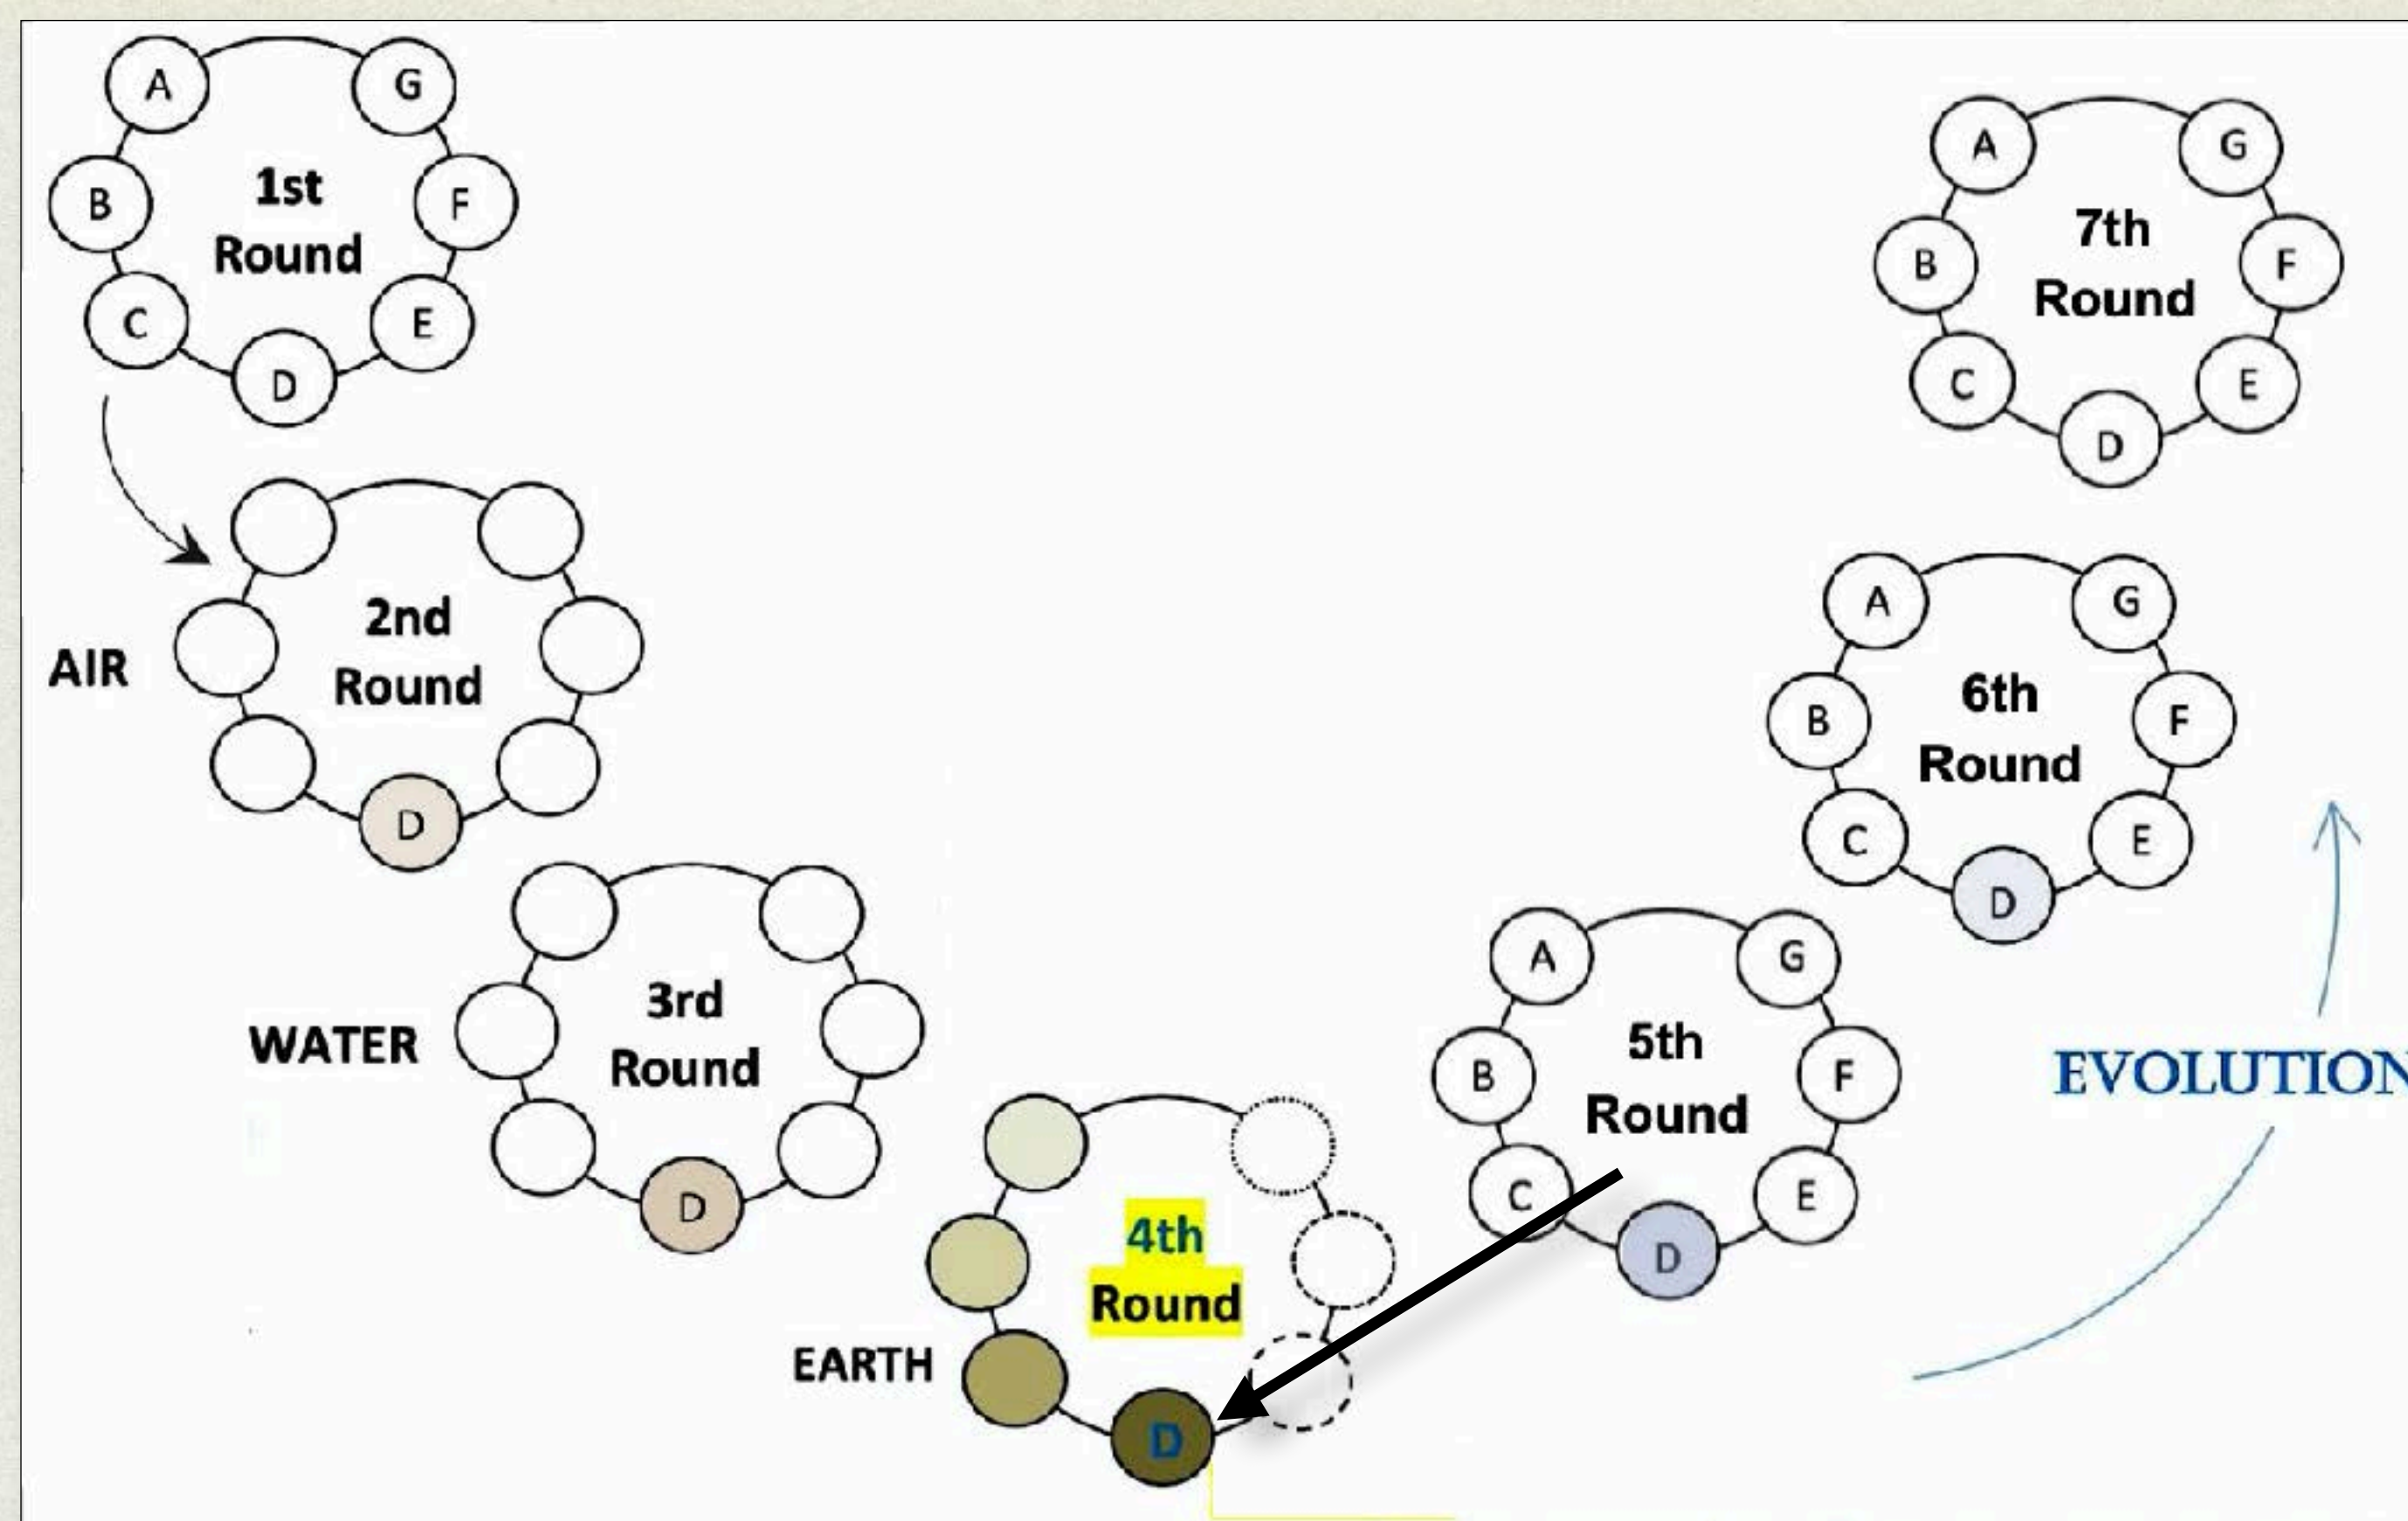 A
G
B
1st
Round
F
C
E
D
AIR
2nd
Round
D
WATER
3rd
Round
D
EARTH
4th
Round
D
A
G
B
5th
Round
F
C
E
D
A
G
B
6th
Round
F
C
E
D
A
G
B
7th
Round
F
C
E
D
EVOLUTION